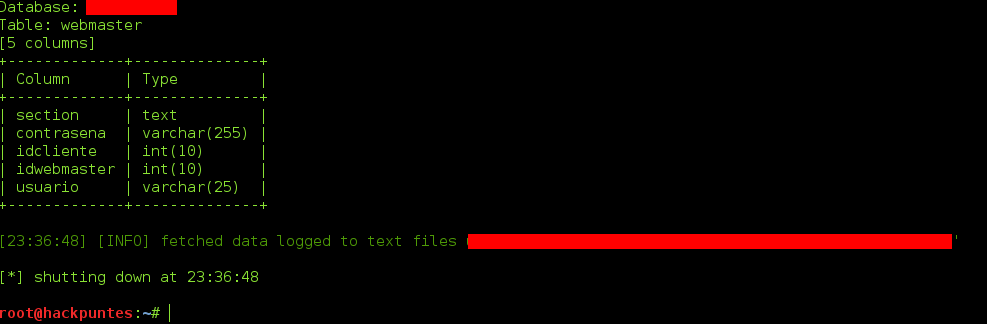 Database:
Table: webmaster
[5 columns]
+-------------+--------------+
| Column      | Type         |
+-------------+--------------+
| section     | text         |
| contrasena  | varchar(255) |
| idcliente   | int(10)      |
| idwebmaster | int(10)      |
| usuario     | varchar(25)  |
+-------------+--------------+
[23:36:48] [INFO] fetched data logged to text files '
[*] shutting down at 23:36:48
root@hackpuntes:~#